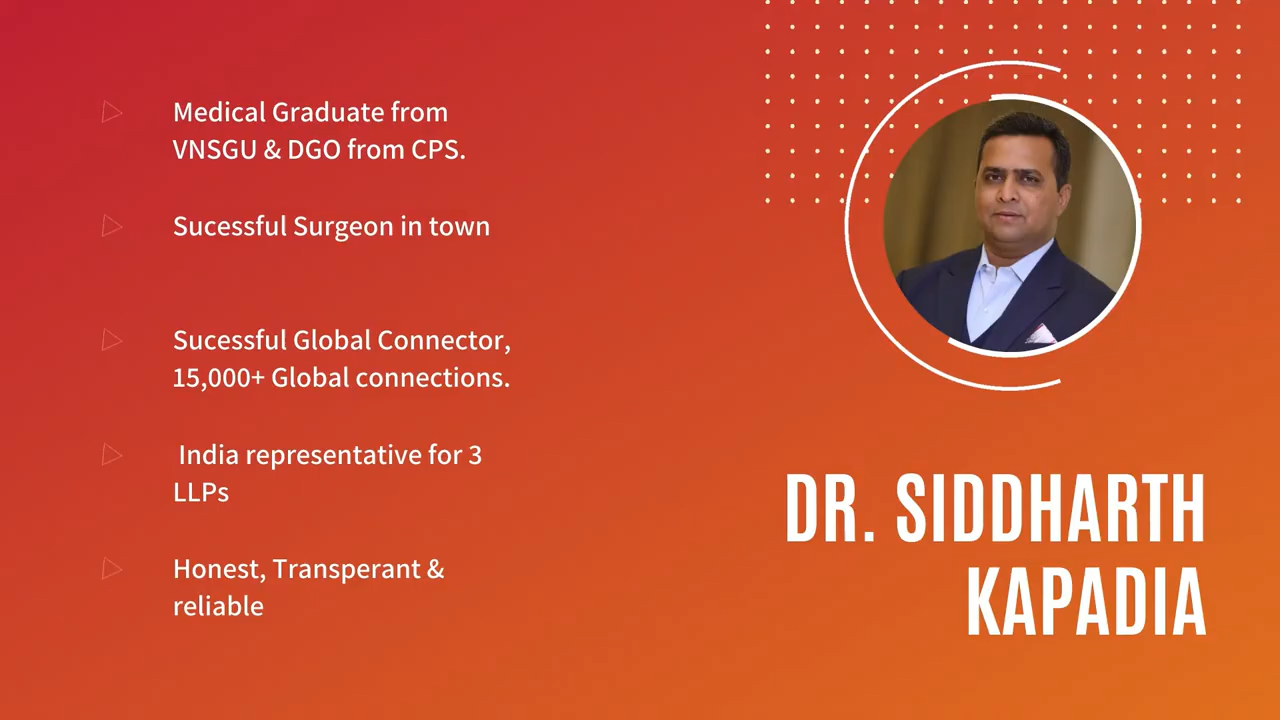 Medical Graduate from
VNSGU & DGO from CPS.
Sucessful Surgeon in town
Sucessful Global Connector,
15,000+ Global connections.
India representative for 3
LLPs
Honest, Transperant &
reliable
DR. SIDDHARTH
KAPADIA